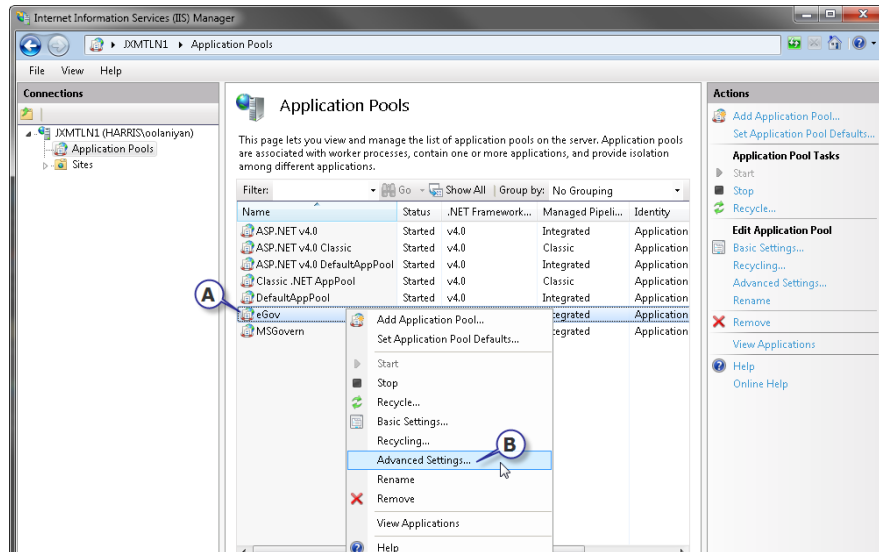 Internet Information Services (IIS) Manager
JXMTLN1
Application Pools
File View Help
Connections
JXMTLN1 (HARRIS\oolaniyan)
Application Pools
Sites
Application Pools
This page lets you view and manage the list of application pools on the server. Application pools
are associated with worker processes, contain one or more applications, and provide isolation
among different applications.
Filter: Go Show All Group by: No Grouping
Name Status .NET Framework... Managed Pipeli... Identity
ASP.NET v4.0 Started v4.0 Integrated Application
ASP.NET v4.0 Classic Started v4.0 Classic Application
ASP.NET v4.0 DefaultAppPool Started v4.0 Integrated Application
Classic .NET AppPool Started v4.0 Classic Application
DefaultAppPool Started v4.0 Integrated Application
A
eGov tegrated Application
MSGovern tegrated Application
Add Application Pool...
Set Application Pool Defaults...
Start
Stop
Recycle...
Basic Settings...
Recycling...
B
Advanced Settings...
Rename
Remove
View Applications
Help
Actions
Add Application Pool...
Set Application Pool Defaults...
Application Pool Tasks
Start
Stop
Recycle...
Edit Application Pool
Basic Settings...
Recycling...
Advanced Settings...
Rename
Remove
View Applications
Help
Online Help